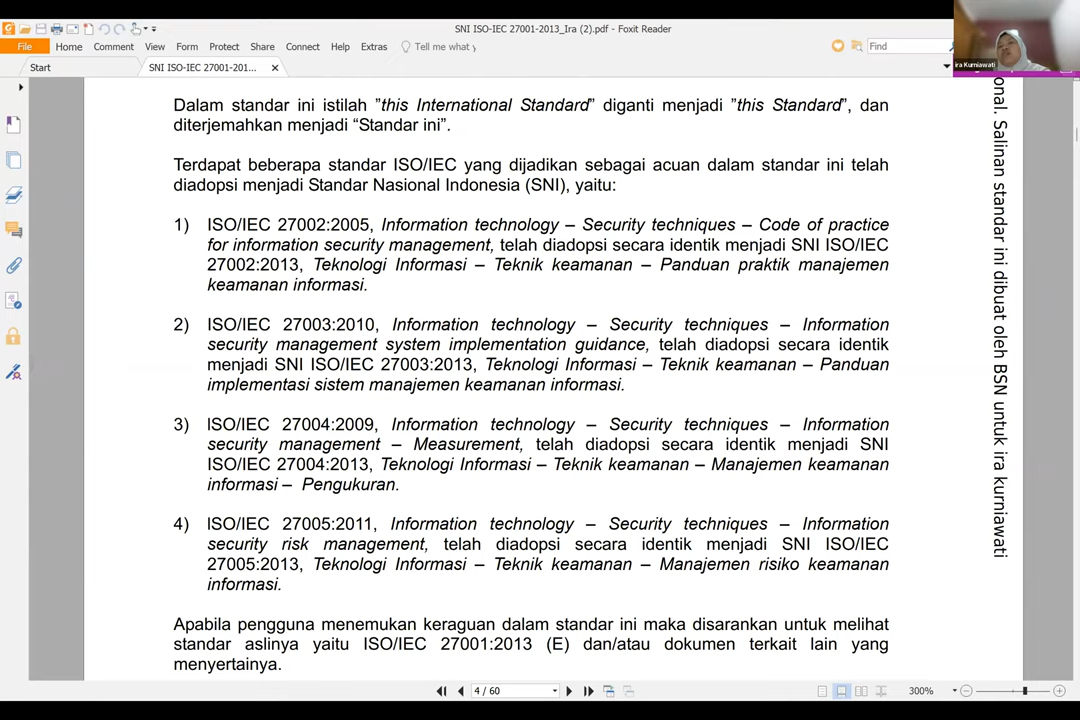 SNI ISO-IEC 27001-2013_Ira (2).pdf - Foxit Reader
File Home Comment View Form Protect Share Connect Help Extras Tell me what y
Find
ira Kurniawati
Start SNI ISO-IEC 27001-201...
Dalam standar ini istilah ”this International Standard” diganti menjadi ”this Standard”, dan
diterjemahkan menjadi “Standar ini”.
Terdapat beberapa standar ISO/IEC yang dijadikan sebagai acuan dalam standar ini telah
diadopsi menjadi Standar Nasional Indonesia (SNI), yaitu:
1) ISO/IEC 27002:2005, Information technology – Security techniques – Code of practice
for information security management, telah diadopsi secara identik menjadi SNI ISO/IEC
27002:2013, Teknologi Informasi – Teknik keamanan – Panduan praktik manajemen
keamanan informasi.
2) ISO/IEC 27003:2010, Information technology – Security techniques – Information
security management system implementation guidance, telah diadopsi secara identik
menjadi SNI ISO/IEC 27003:2013, Teknologi Informasi – Teknik keamanan – Panduan
implementasi sistem manajemen keamanan informasi.
3) ISO/IEC 27004:2009, Information technology – Security techniques – Information
security management – Measurement, telah diadopsi secara identik menjadi SNI
ISO/IEC 27004:2013, Teknologi Informasi – Teknik keamanan – Manajemen keamanan
informasi – Pengukuran.
4) ISO/IEC 27005:2011, Information technology – Security techniques – Information
security risk management, telah diadopsi secara identik menjadi SNI ISO/IEC
27005:2013, Teknologi Informasi – Teknik keamanan – Manajemen risiko keamanan
informasi.
Apabila pengguna menemukan keraguan dalam standar ini maka disarankan untuk melihat
standar aslinya yaitu ISO/IEC 27001:2013 (E) dan/atau dokumen terkait lain yang
menyertainya.
onal. Salinan standar ini dibuat oleh BSN untuk ira kurniawati
4 / 60
300%